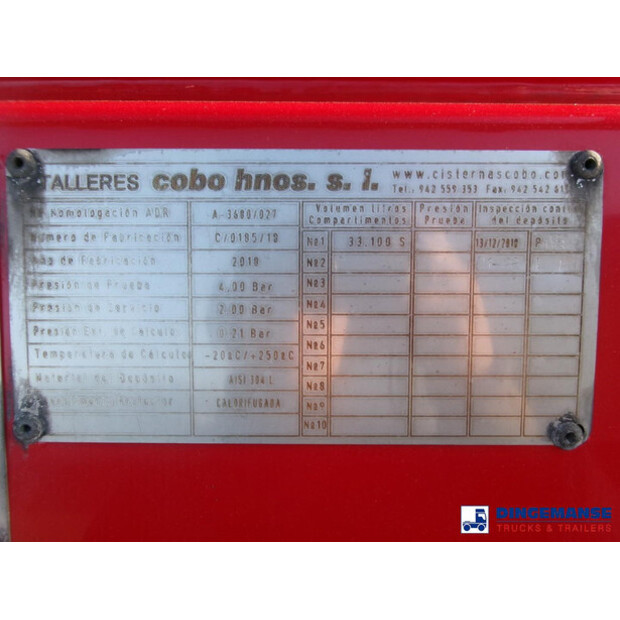 TALLERES cobo hnos. s. l. www.cisternascobo.com
Tel: 942 559 353 Fax: 942 542 613
Nº Homologación A.D.R. A-3680/027
Número de Fabricación C/0195/10
Año de Fabricación 2010
Presión de Prueba 4,00 Bar
Presión de Servicio 2,00 Bar
Presión Ext. de Cálculo 0,21 Bar
Temperatura de Cálculo -20ºC/+250ºC
Material del Depósito AISI 304 L
CALORIFUGADA
Volumen litros Compartimentos Presión Prueba Inspección control del depósito
Nº1 33.100 S 13/12/2010 P
Nº2
Nº3
Nº4
Nº5
Nº6
Nº7
Nº8
Nº9
Nº10
DINGEMANSE
TRUCKS & TRAILERS